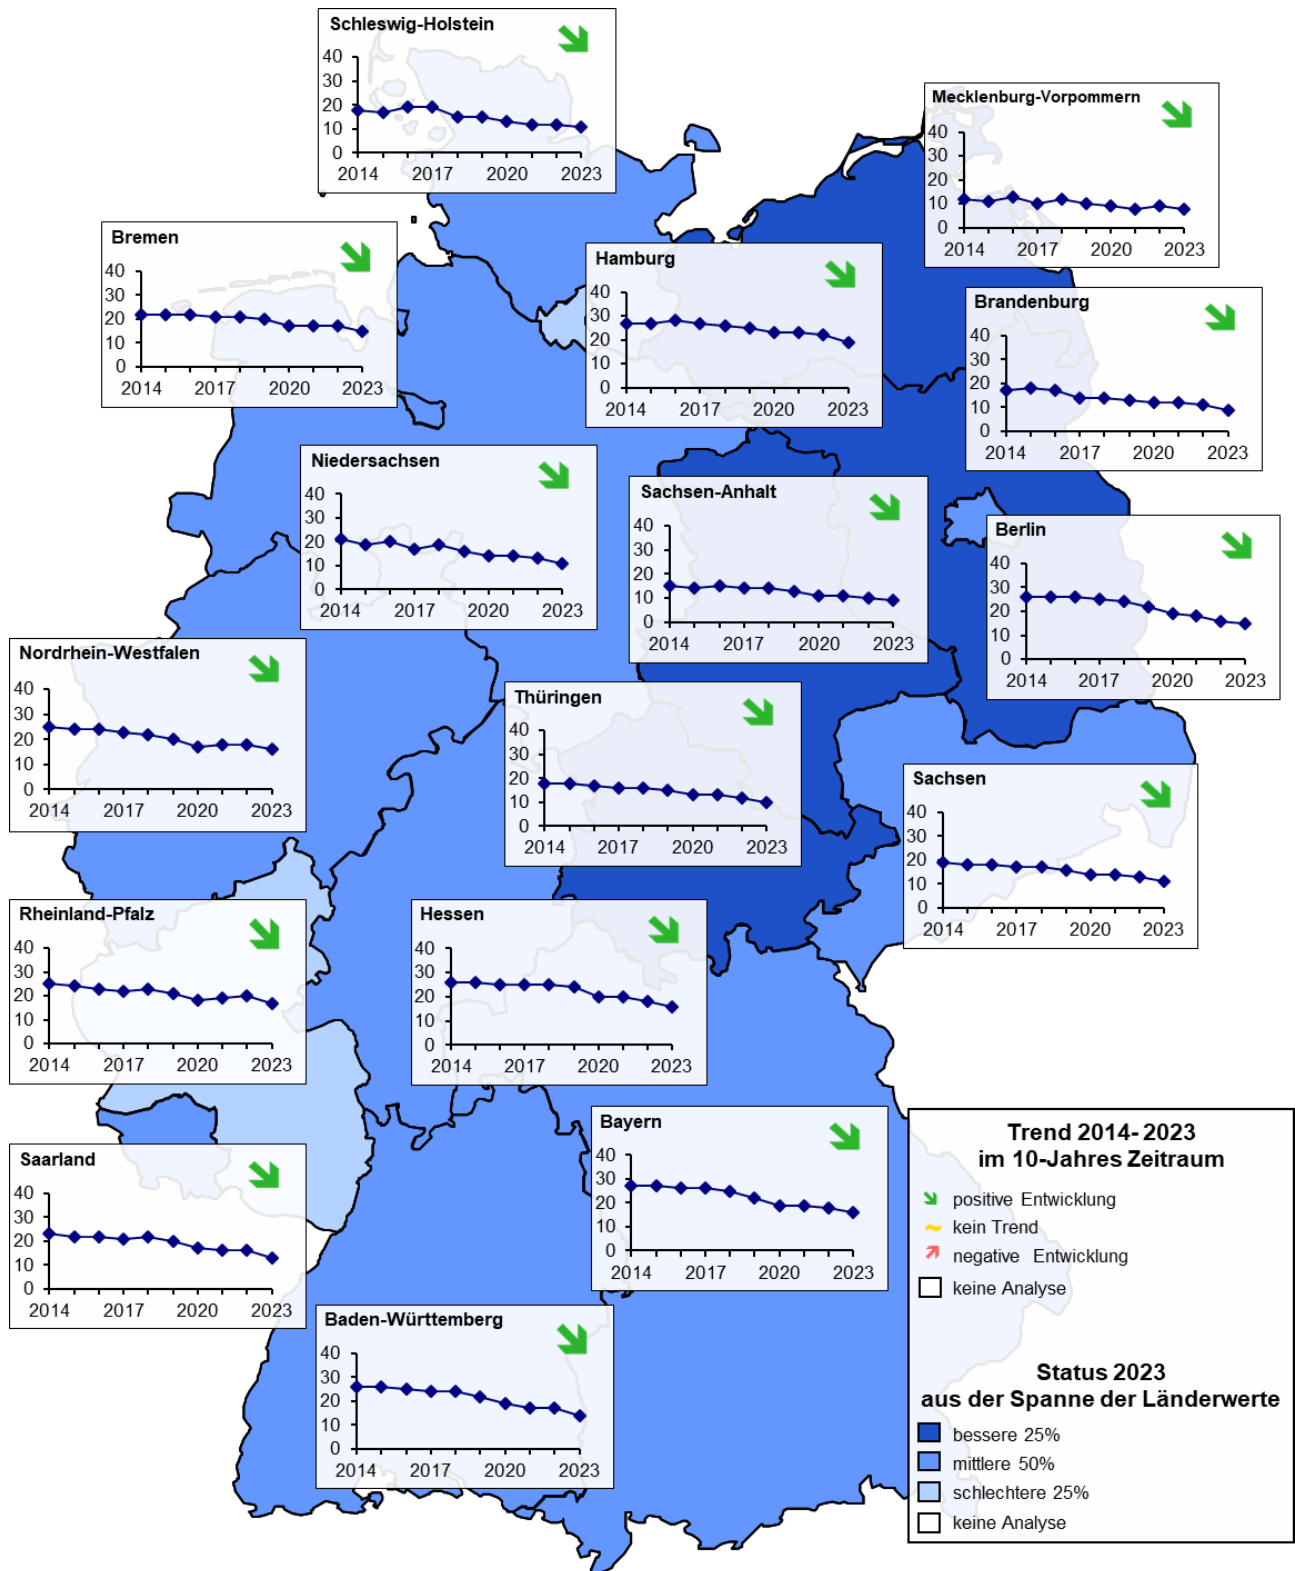 Schleswig-Holstein
40
30
20
10
0
2014 2017 2020 2023
Mecklenburg-Vorpommern
40
30
20
10
0
2014 2017 2020 2023
Bremen
40
30
20
10
0
2014 2017 2020 2023
Hamburg
40
30
20
10
0
2014 2017 2020 2023
Brandenburg
40
30
20
10
0
2014 2017 2020 2023
Niedersachsen
40
30
20
10
0
2014 2017 2020 2023
Sachsen-Anhalt
40
30
20
10
0
2014 2017 2020 2023
Berlin
40
30
20
10
0
2014 2017 2020 2023
Nordrhein-Westfalen
40
30
20
10
0
2014 2017 2020 2023
Thüringen
40
30
20
10
0
2014 2017 2020 2023
Sachsen
40
30
20
10
0
2014 2017 2020 2023
Rheinland-Pfalz
40
30
20
10
0
2014 2017 2020 2023
Hessen
40
30
20
10
0
2014 2017 2020 2023
Bayern
40
30
20
10
0
2014 2017 2020 2023
Saarland
40
30
20
10
0
2014 2017 2020 2023
Baden-Württemberg
40
30
20
10
0
2014 2017 2020 2023
Trend 2014- 2023
im 10-Jahres Zeitraum
positive Entwicklung
kein Trend
negative Entwicklung
keine Analyse
Status 2023
aus der Spanne der Länderwerte
bessere 25%
mittlere 50%
schlechtere 25%
keine Analyse